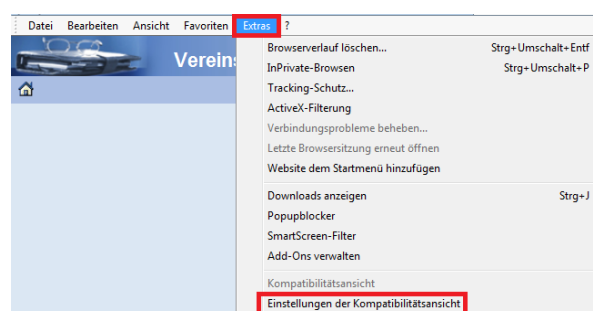 Datei Bearbeiten Ansicht Favoriten Extras ?
Vereins
Browserverlauf löschen... Strg+Umschalt+Entf
InPrivate-Browsen Strg+Umschalt+P
Tracking-Schutz...
ActiveX-Filterung
Verbindungsprobleme beheben...
Letzte Browsersitzung erneut öffnen
Website dem Startmenü hinzufügen
Downloads anzeigen Strg+J
Popupblocker
SmartScreen-Filter
Add-Ons verwalten
Kompatibilitätsansicht
Einstellungen der Kompatibilitätsansicht